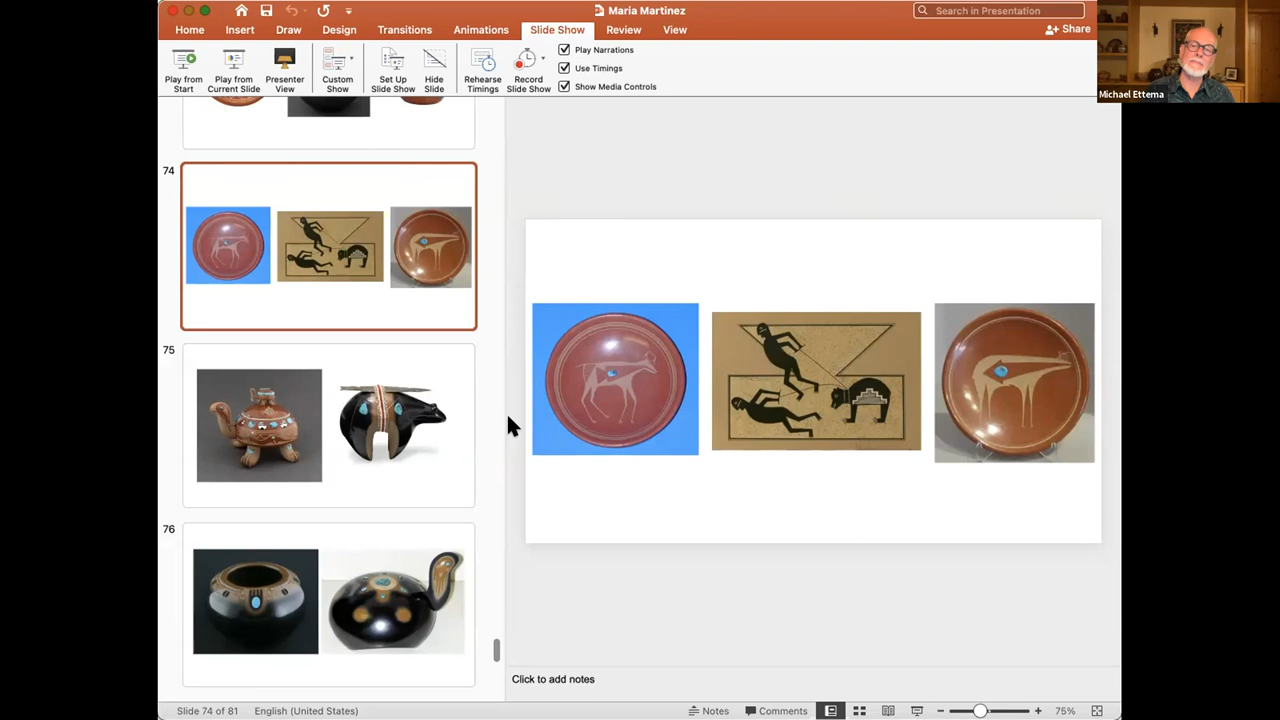 Maria Martinez
Search in Presentation
Home Insert Draw Design Transitions Animations Slide Show Review View
Share
Play from Start
Play from Current Slide
Presenter View
Custom Show
Set Up Slide Show
Hide Slide
Rehearse Timings
Record Slide Show
Play Narrations
Use Timings
Show Media Controls
Michael Ettema
74
75
76
Click to add notes
Slide 74 of 81 English (United States) Notes Comments 75%